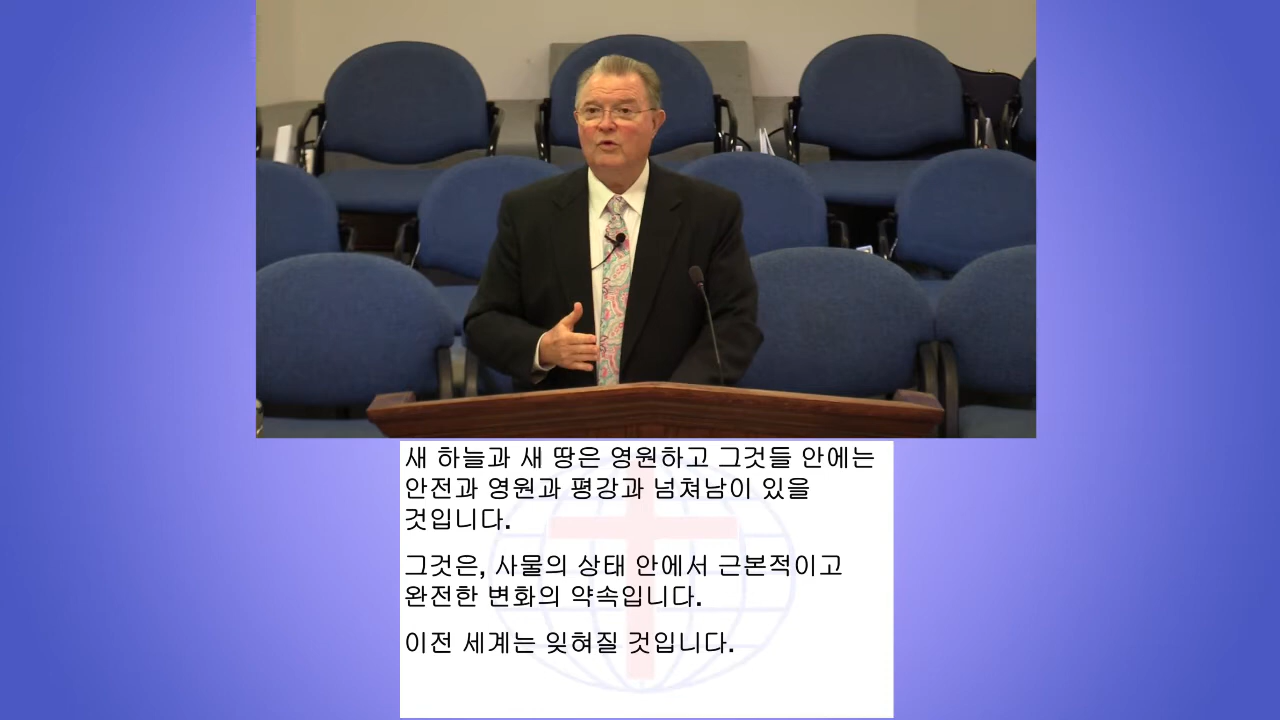 새 하늘과 새 땅은 영원하고 그것들 안에는
안전과 영원과 평강과 넘쳐남이 있을
것입니다.
그것은, 사물의 상태 안에서 근본적이고
완전한 변화의 약속입니다.
이전 세계는 잊혀질 것입니다.